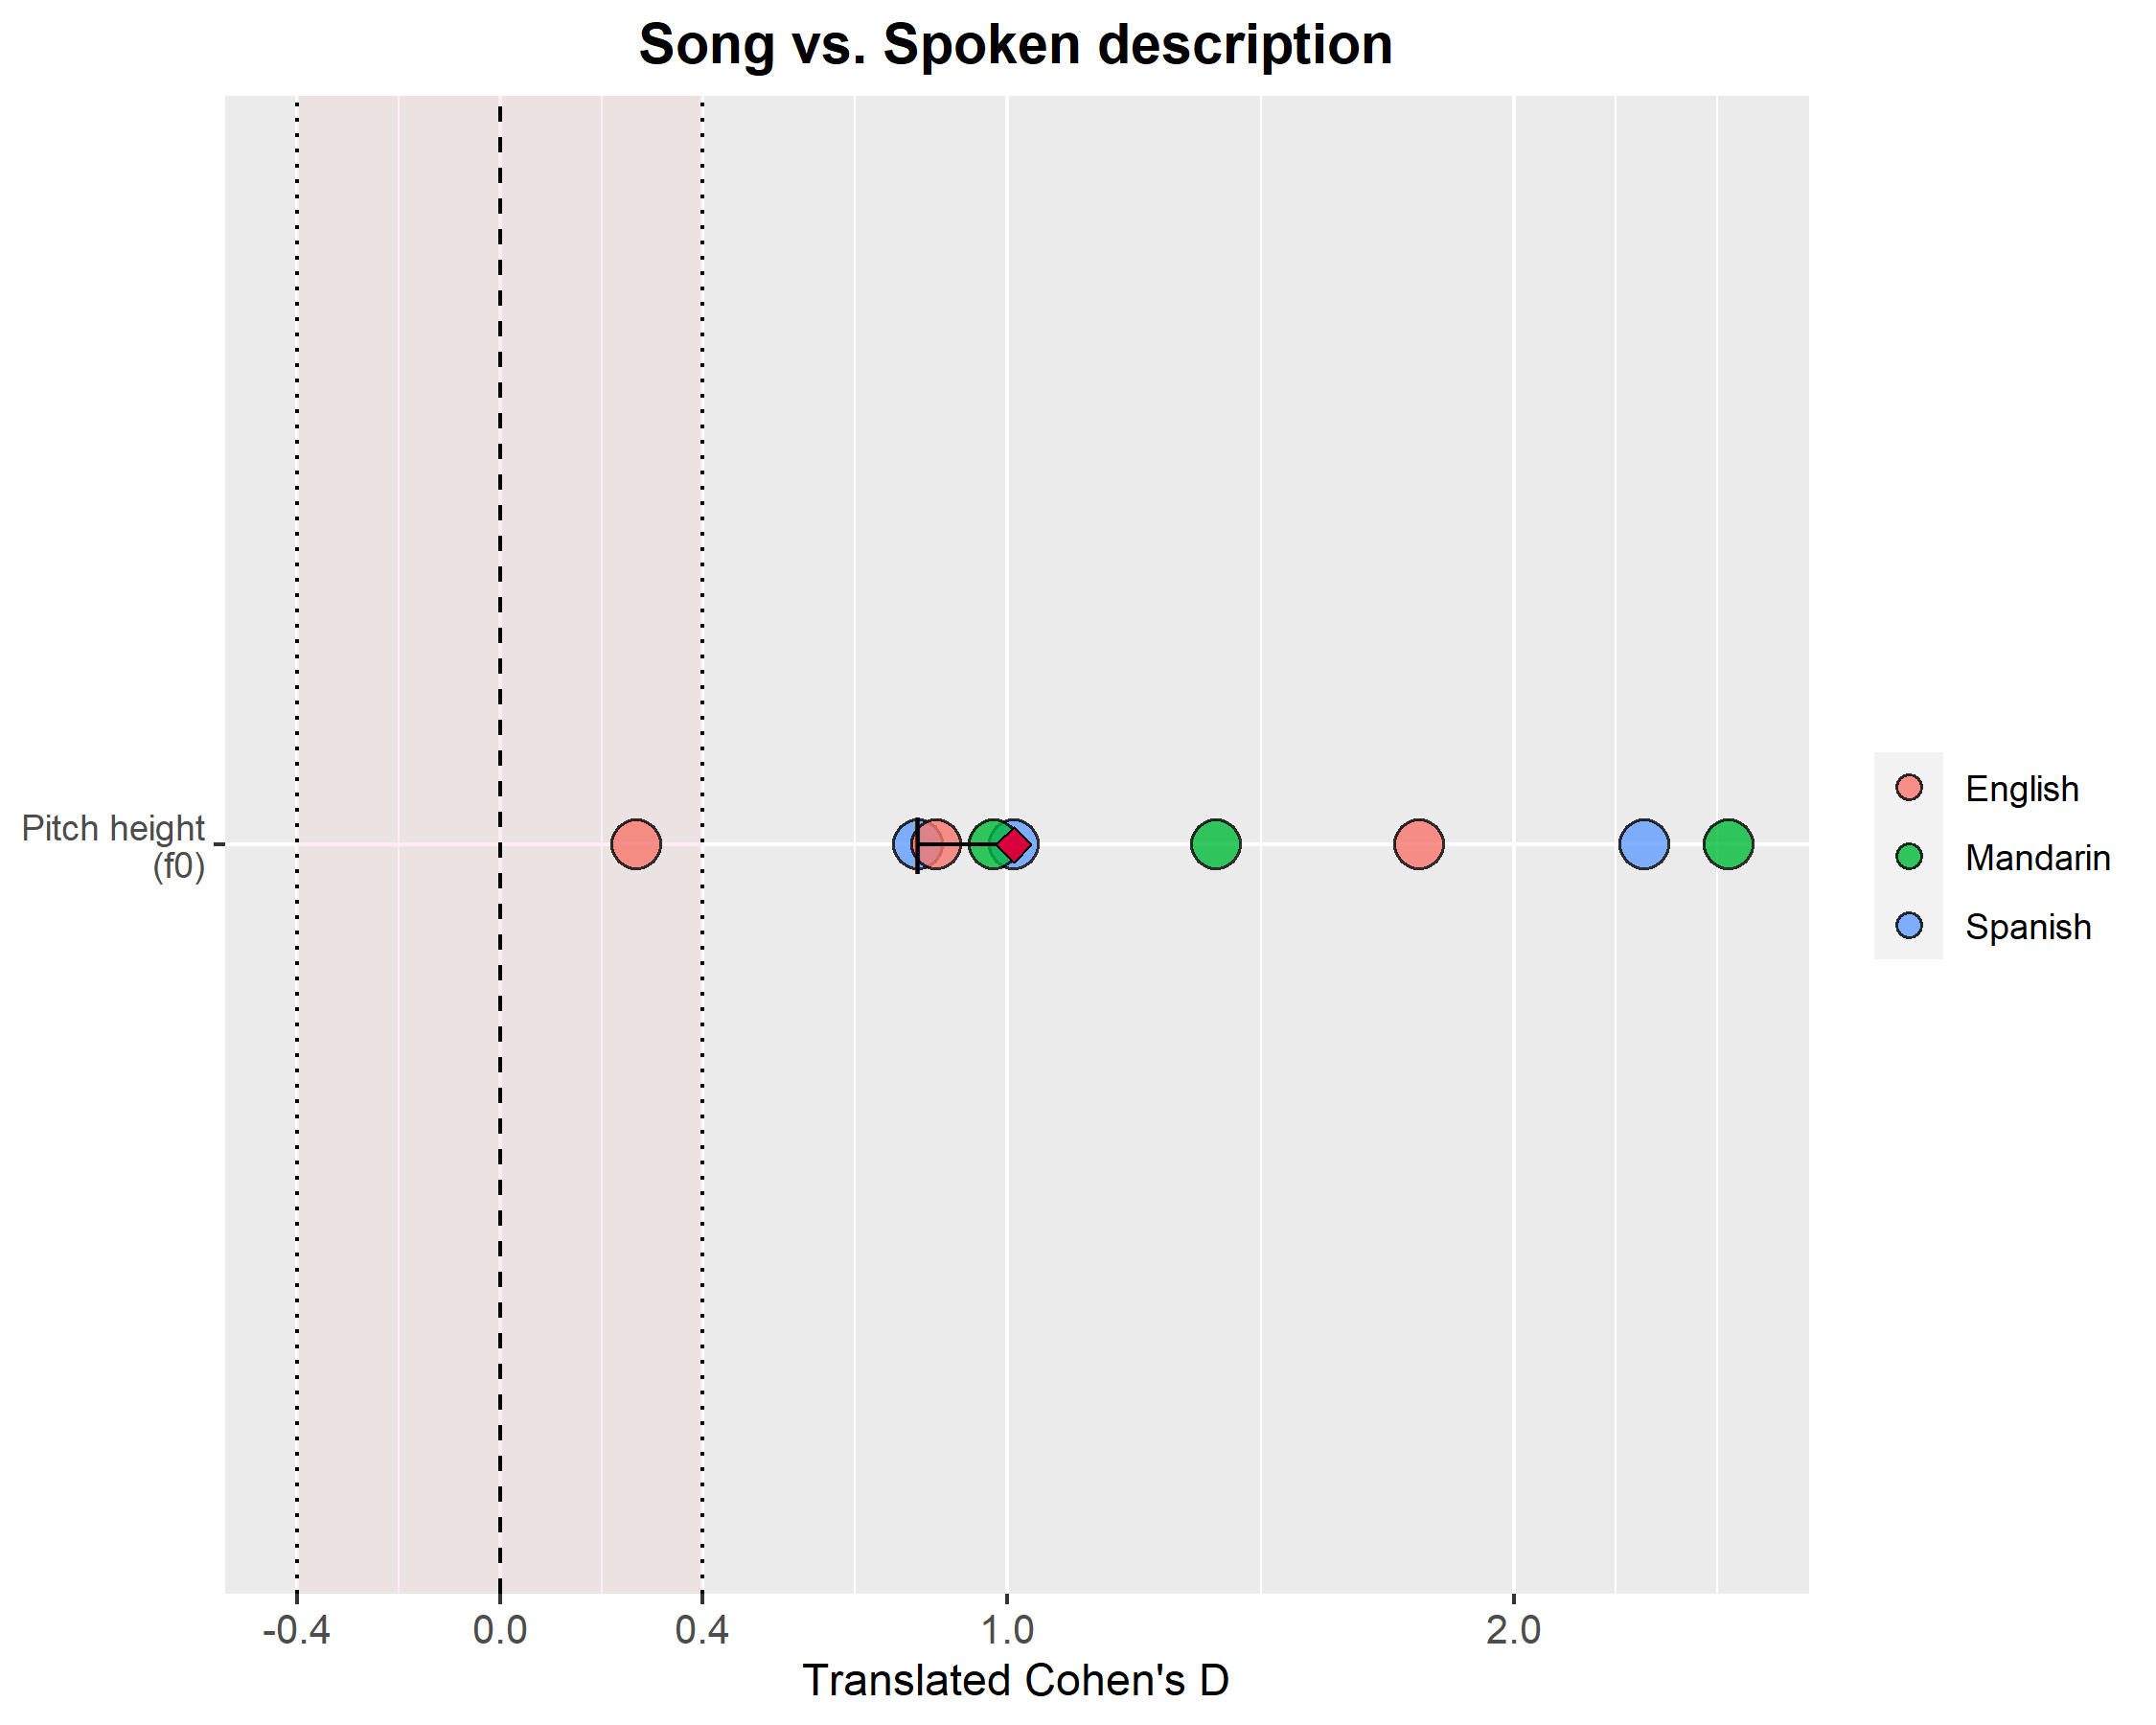 Song vs. Spoken description
Pitch height
(f0)
English
Mandarin
Spanish
-0.4 0.0 0.4 1.0 2.0
Translated Cohen's D